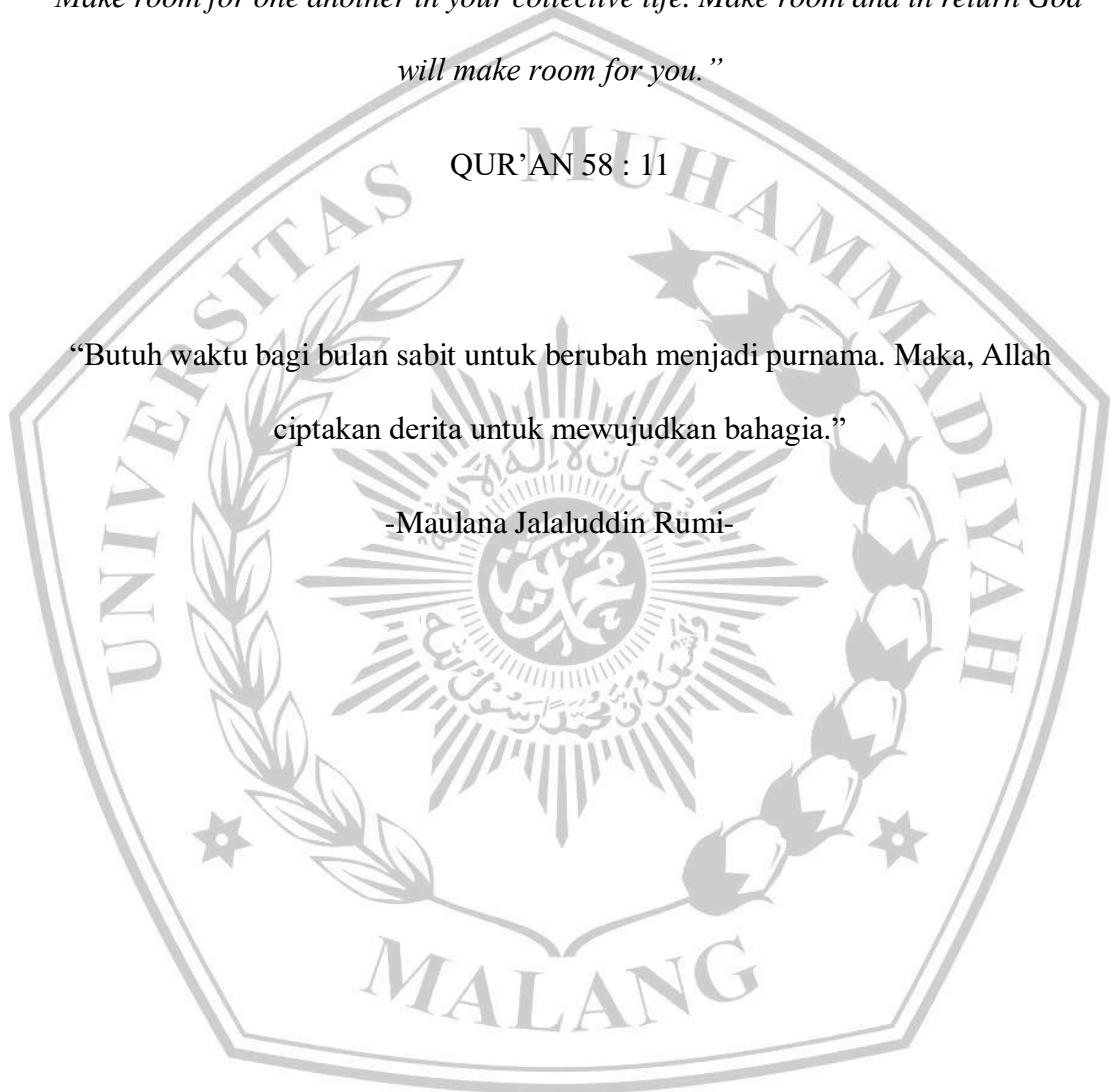 Make room for one another in your collective life. Make room and in return God
will make room for you.”
QUR’AN 58 : 11
“Butuh waktu bagi bulan sabit untuk berubah menjadi purnama. Maka, Allah
ciptakan derita untuk mewujudkan bahagia.”
-Maulana Jalaluddin Rumi-
UNIVERSITAS MUHAMMADIYAH
MALANG